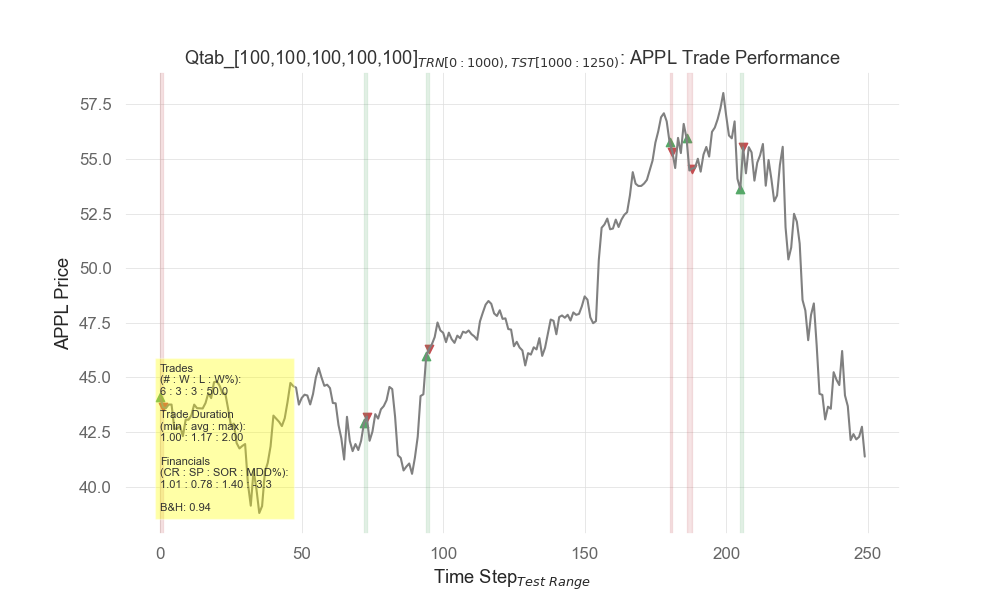 Qtab_[100,100,100,100,100]TRN[0 : 1000), TST[1000 : 1250): APPL Trade Performance
57.5
55.0
52.5
50.0
47.5
45.0
42.5
40.0
APPL Price
Trades
(# : W : L : W%):
6 : 3 : 3 : 50.0
Trade Duration
(min : avg : max):
1.00 : 1.17 : 2.00
Financials
(CR : SP : SOR : MDD%):
1.01 : 0.78 : 1.40 : -3.3
B&H: 0.94
0 50 100 150 200 250
Time StepTest Range